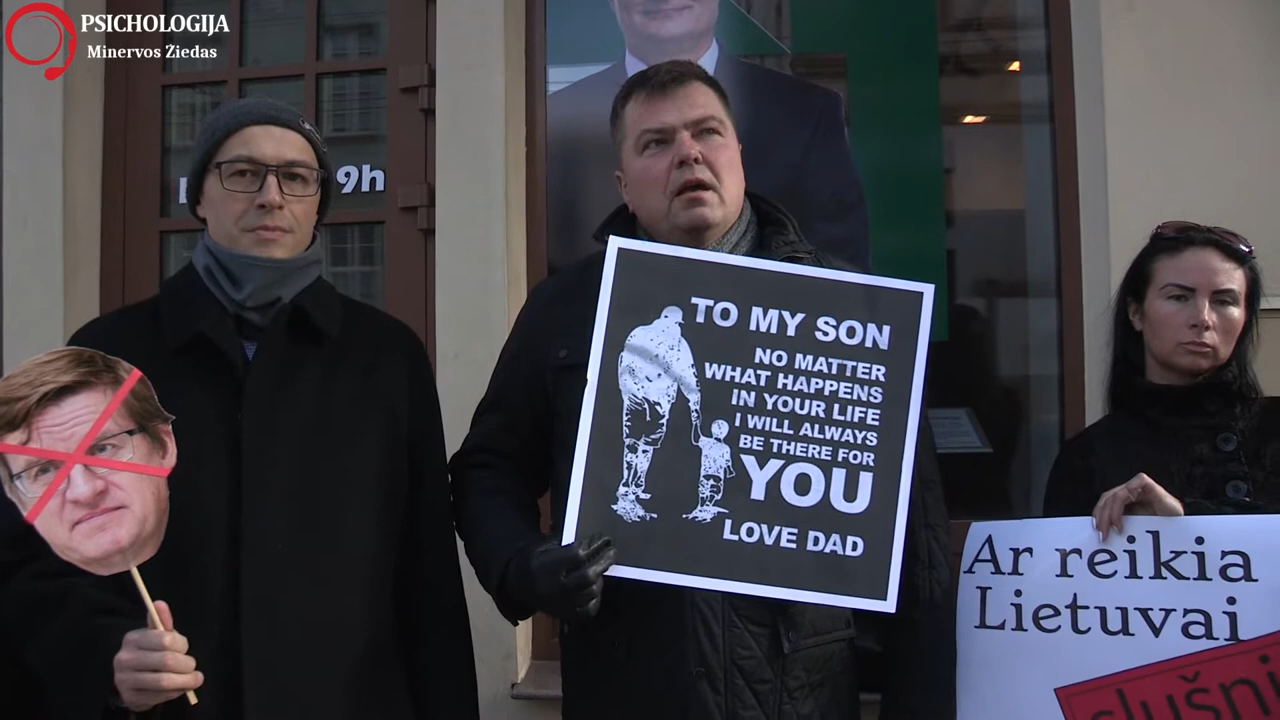 PSICHOLOGIJA
Minervos Žiedas
9h
TO MY SON
NO MATTER
WHAT HAPPENS
IN YOUR LIFE
I WILL ALWAYS
BE THERE FOR
YOU
LOVE DAD
Ar reikia
Lietuvai